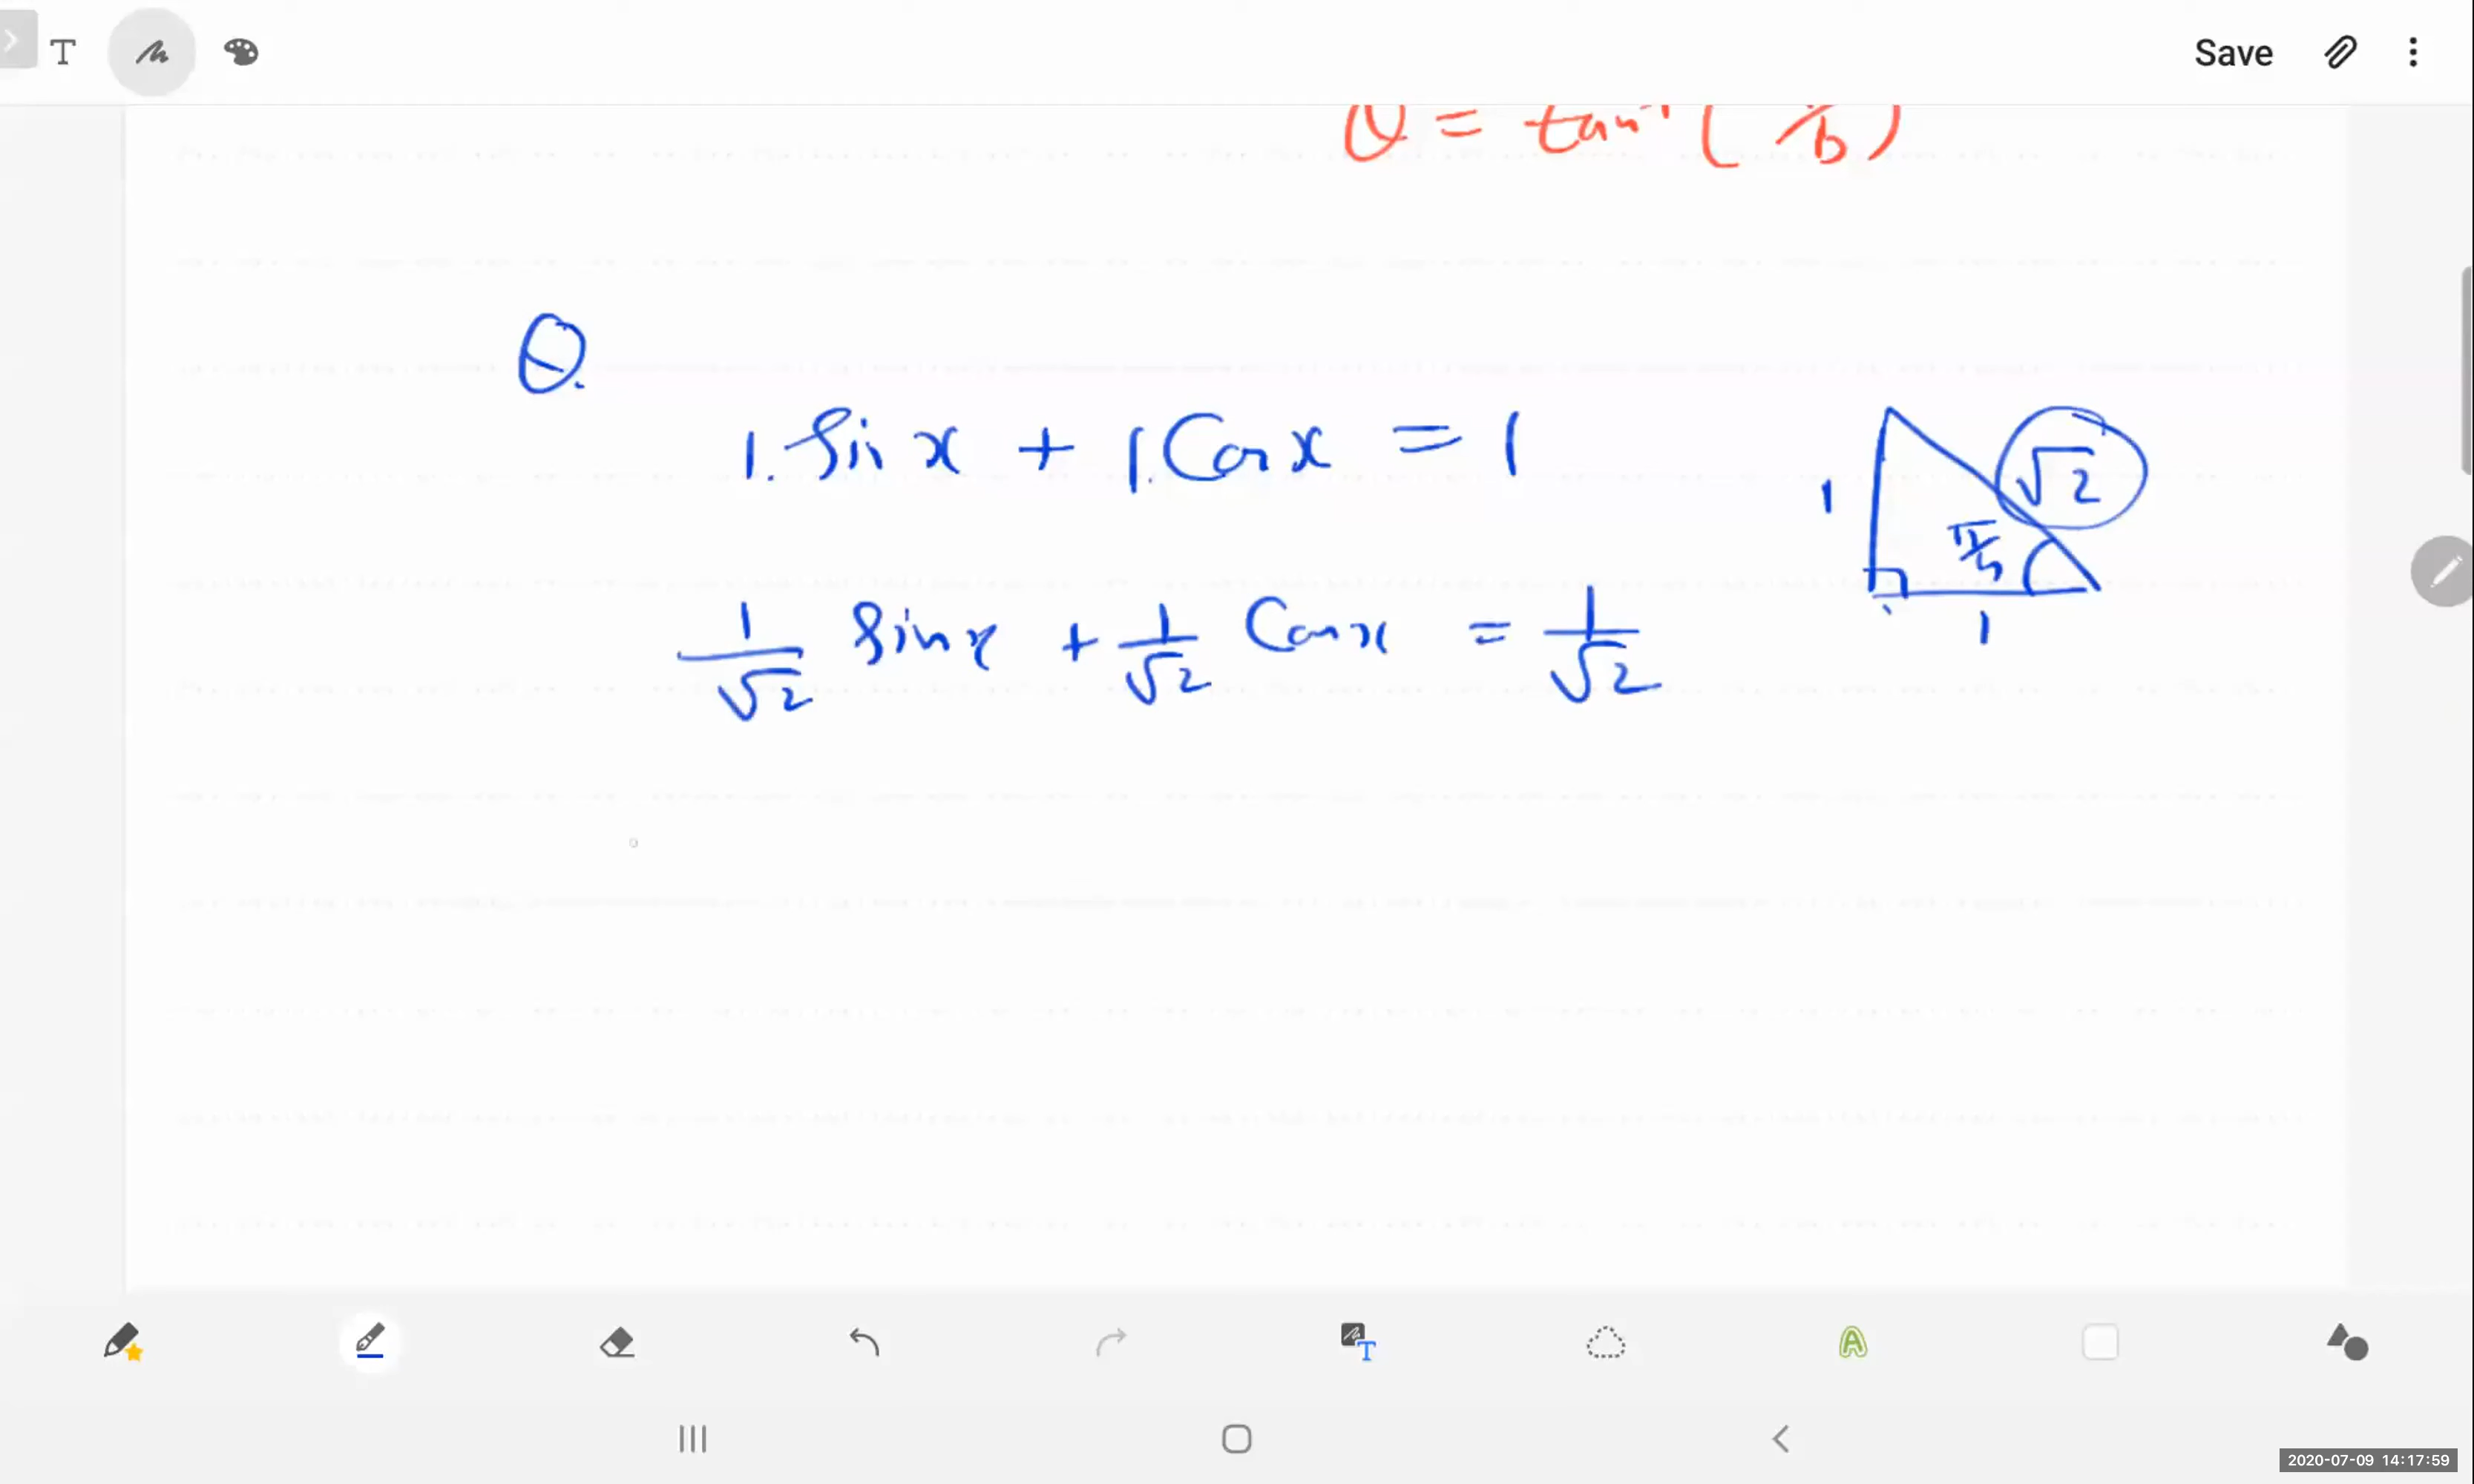 T
Save
θ = tan⁻¹ (/b)
Q.
1. Sin x + 1. Cos x = 1
1
√2
π/4
1
1/√2 Sin x + 1/√2 Cos x = 1/√2
T
A
2020-07-09 14:17:59